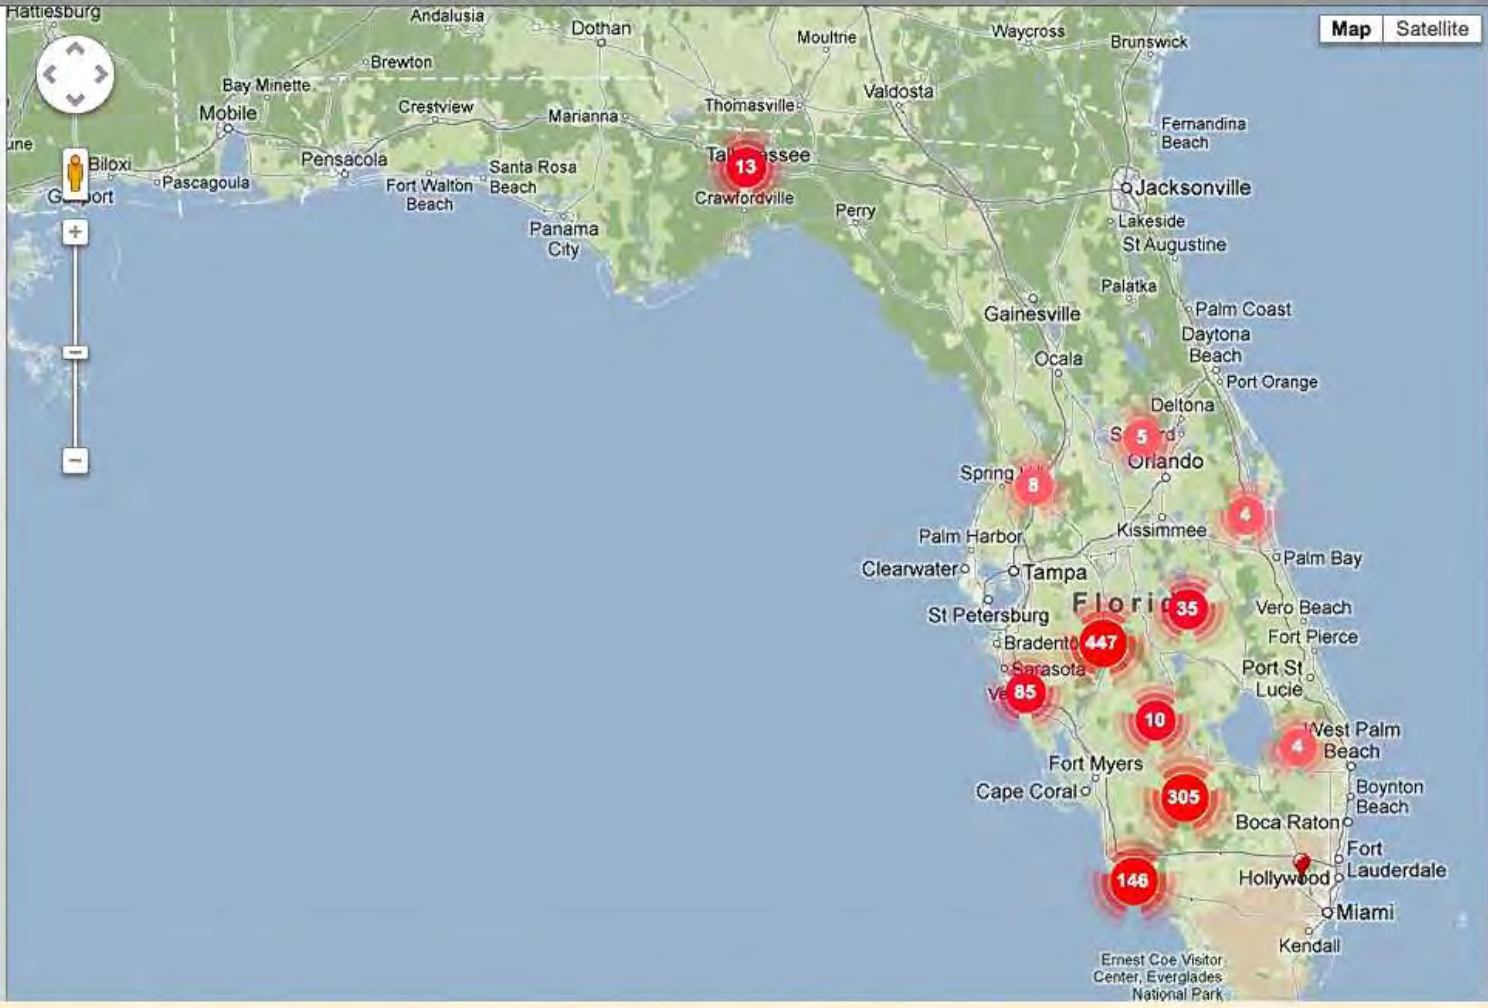 Hattiesburg
Andalusia
Dothan
Moultrie
Waycross
Brunswick
Map
Satellite
Brewton
Bay Minette
Mobile
Crestview
Marianna
Thomasville
Valdosta
Fernandina
Beach
une
Biloxi
Pascagoula
Pensacola
Fort Walton
Beach
Santa Rosa
Beach
13
Crawfordville
Perry
Jacksonville
Lakeside
St Augustine
Panama
City
Palatka
Gainesville
Palm Coast
Daytona
Beach
Ocala
Port Orange
Deltona
5
Orlando
Spring
8
4
Kissimmee
Palm Harbor
Clearwater
Tampa
Palm Bay
Florid
35
St Petersburg
Vero Beach
Fort Pierce
Bradento
447
Sarasota
Port St
Lucie
Ve
85
10
4
West Palm
Beach
Fort Myers
Cape Coral
305
Boynton
Beach
Boca Raton
Fort
Lauderdale
Hollywood
146
Miami
Kendall
Ernest Coe Visitor
Center, Everglades
National Park